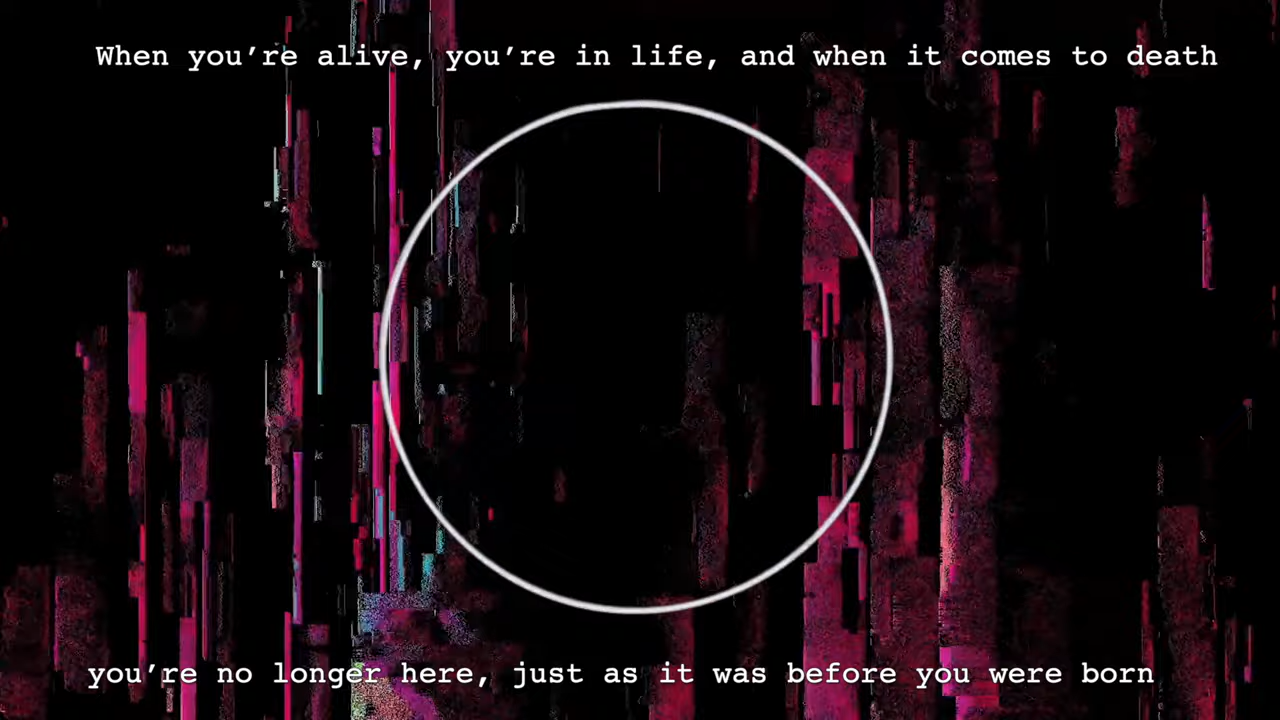 When you’re alive, you’re in life, and when it comes to death
you’re no longer here, just as it was before you were born